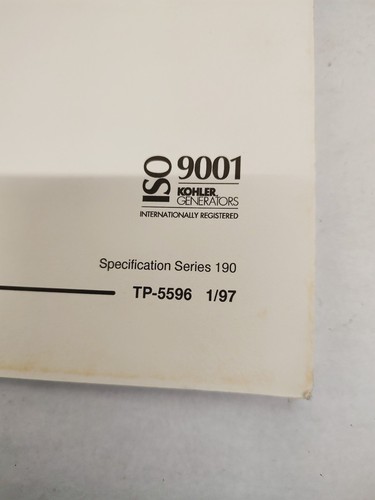 ISO 9001
KOHLER
GENERATORS
INTERNATIONALLY REGISTERED
Specification Series 190
TP-5596 1/97